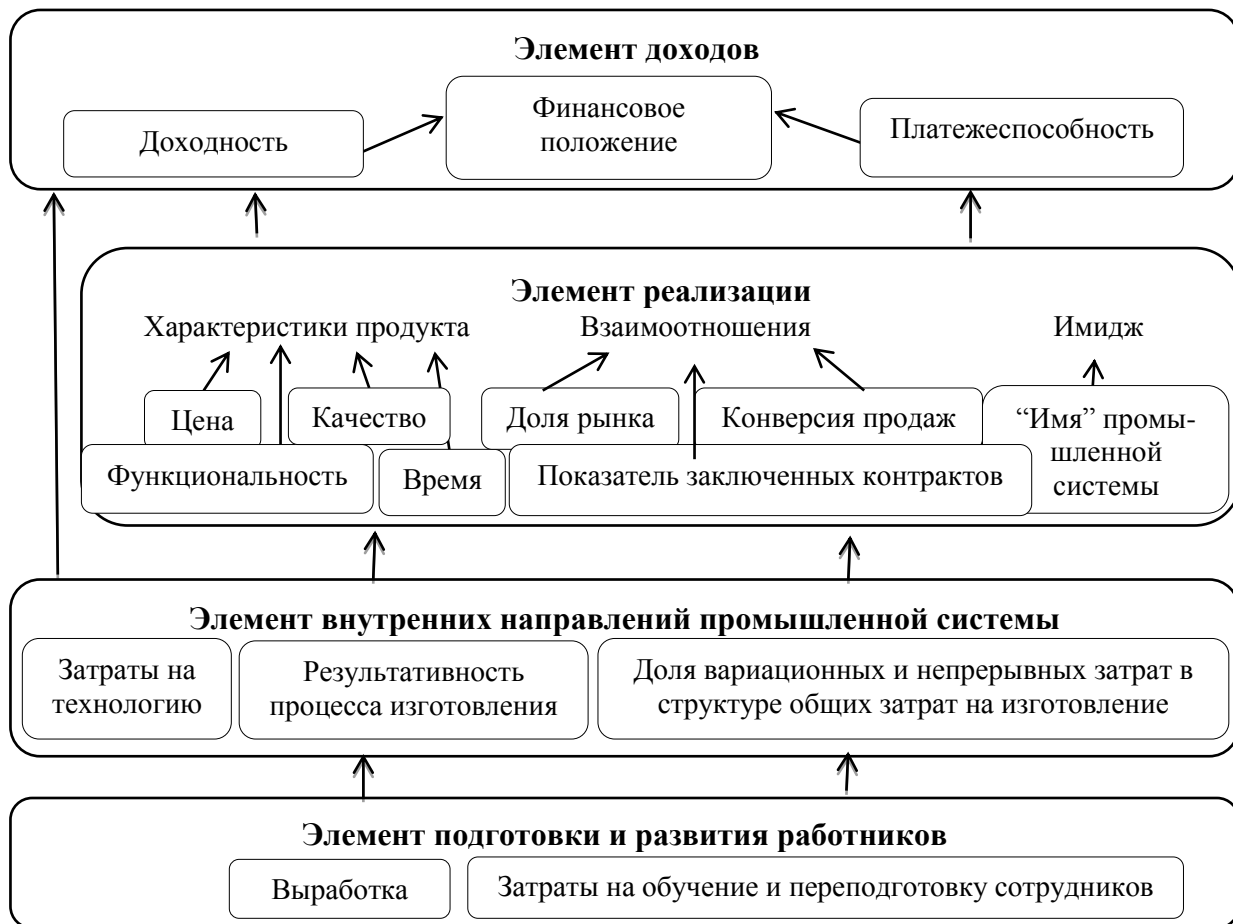 Элемент доходов
Доходность
Финансовое
положение
Платежеспособность
Элемент реализации
Характеристики продукта
Взаимоотношения
Имидж
Цена
Качество
Доля рынка
Конверсия продаж
“Имя” промы-
шленной
системы
Функциональность
Время
Показатель заключенных контрактов
Элемент внутренних направлений промышленной системы
Затраты на
технологию
Результативность
процесса изготовления
Доля вариационных и непрерывных затрат в
структуре общих затрат на изготовление
Элемент подготовки и развития работников
Выработка
Затраты на обучение и переподготовку сотрудников